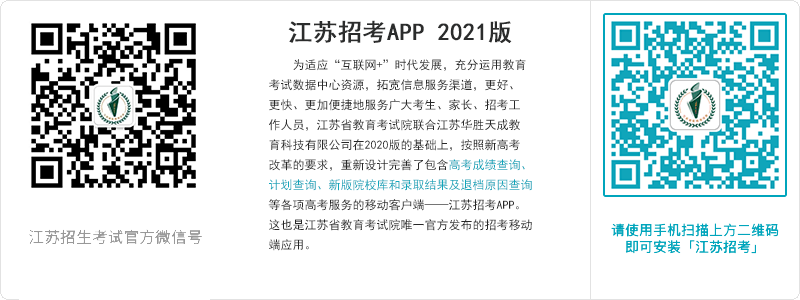 江苏招生考试官方微信号
江苏招考APP 2021版
为适应“互联网+”时代发展，充分运用教育
考试数据中心资源，拓宽信息服务渠道，更好、
更快、更加便捷地服务广大考生、家长、招考工
作人员，江苏省教育考试院联合江苏华胜天成教
育科技有限公司在2020版的基础上，按照新高考
改革的要求，重新设计完善了包含高考成绩查询、
计划查询、新版院校库和录取结果及退档原因查询
等各项高考服务的移动客户端——江苏招考APP。
这也是江苏省教育考试院唯一官方发布的招考移动
端应用。
请使用手机扫描上方二维码
即可安装「江苏招考」